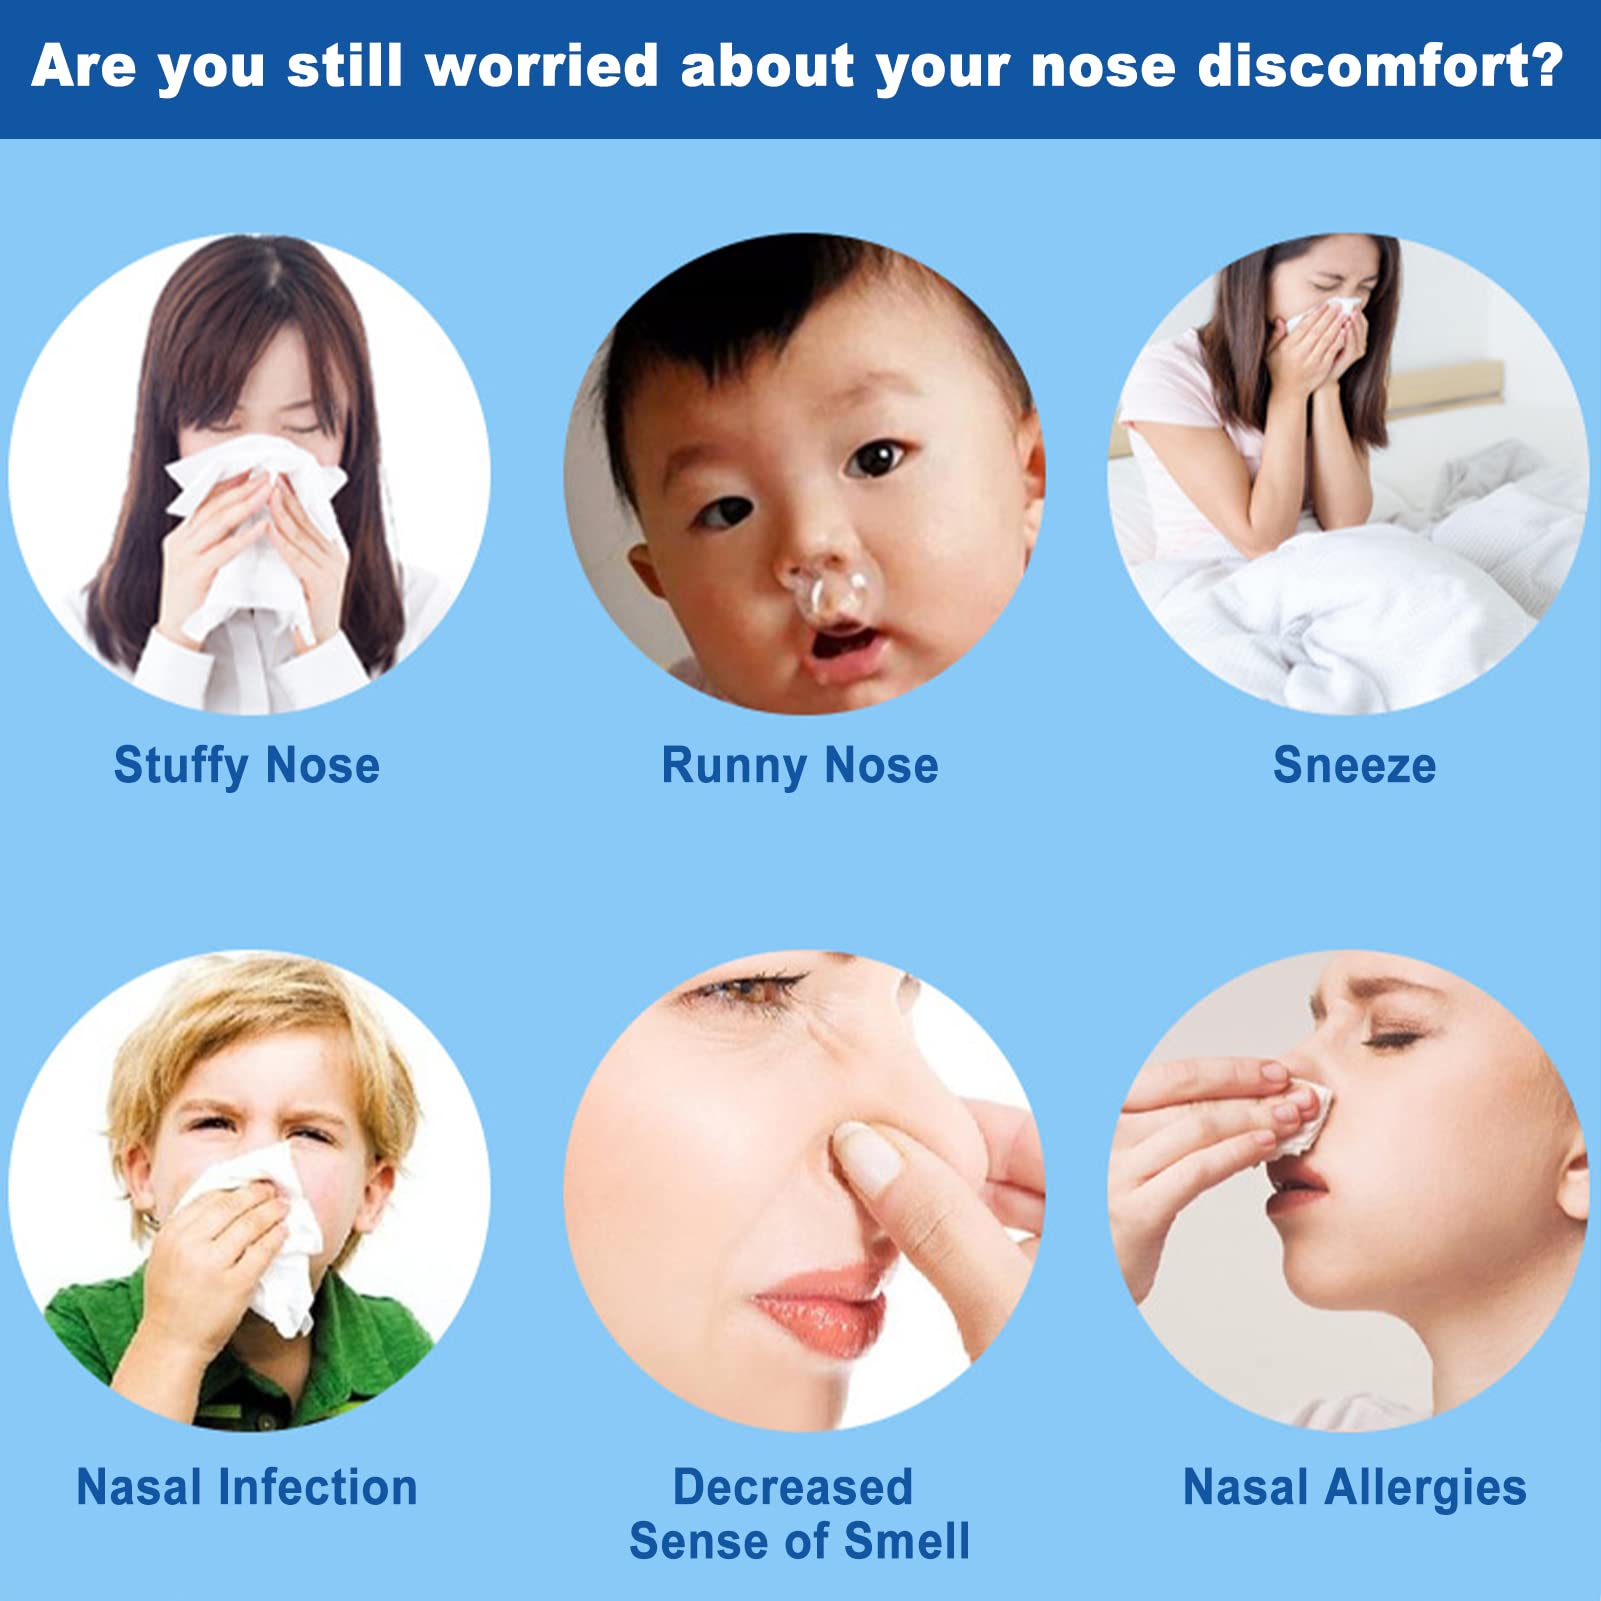 Are you still worried about your nose discomfort?
Stuffy Nose
Runny Nose
Sneeze
Nasal Infection
Decreased
Sense of Smell
Nasal Allergies